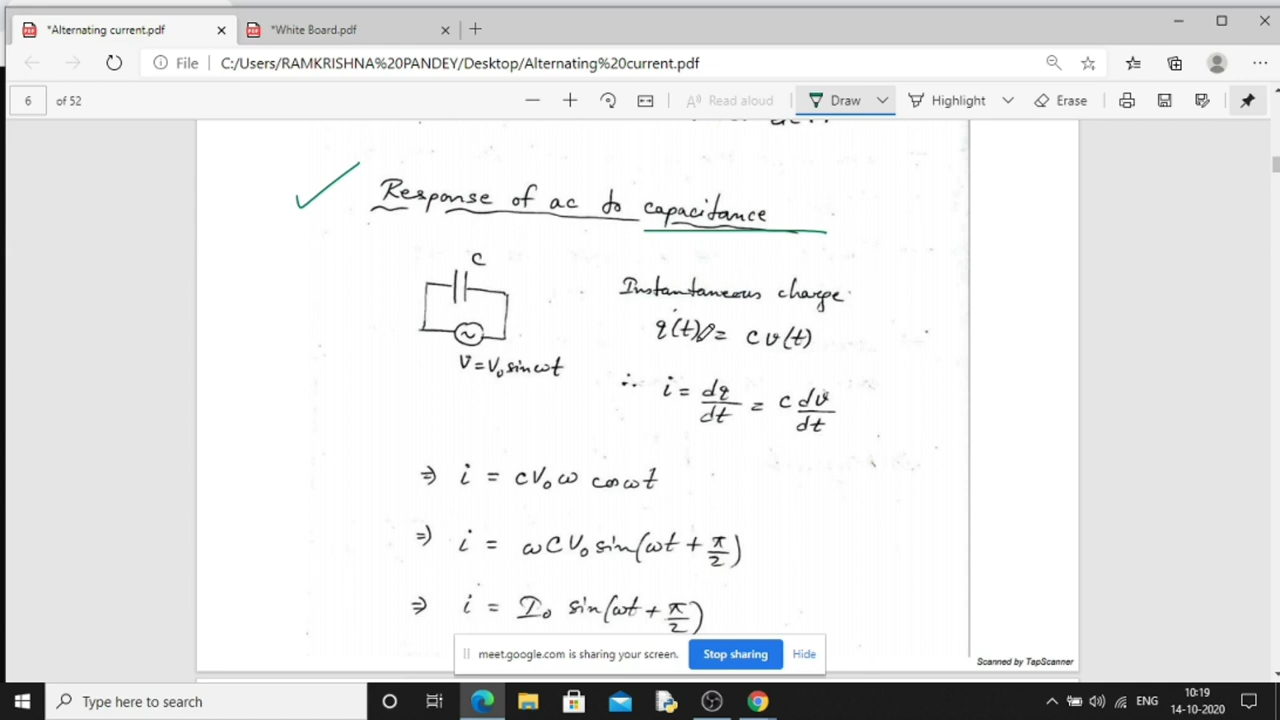 *Alternating current.pdf
*White Board.pdf
File C:/Users/RAMKRISHNA%20PANDEY/Desktop/Alternating%20current.pdf
6 of 52 Read aloud Draw Highlight Erase
Response of ac to capacitance
C
Instantaneous charge
q(t) = cv(t)
V = V₀ sin ωt
∴ i = dq/dt = c dv/dt
⇒ i = cV₀ω cosωt
⇒ i = ωCV₀ sin(ωt + π/2)
⇒ i = I₀ sin(ωt + π/2)
meet.google.com is sharing your screen. Stop sharing Hide
Scanned by TapScanner
Type here to search
ENG
10:19
14-10-2020